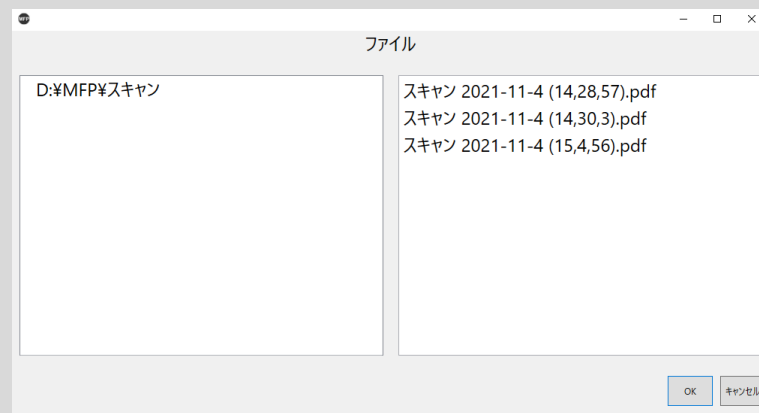 MFP
ファイル
D:¥MFP¥スキャン
スキャン 2021-11-4 (14,28,57).pdf
スキャン 2021-11-4 (14,30,3).pdf
スキャン 2021-11-4 (15,4,56).pdf
OK
キャンセル